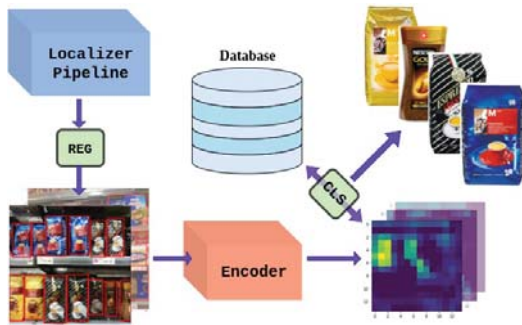 Localizer
Pipeline
Database
REG
CLS
Encoder
M
M